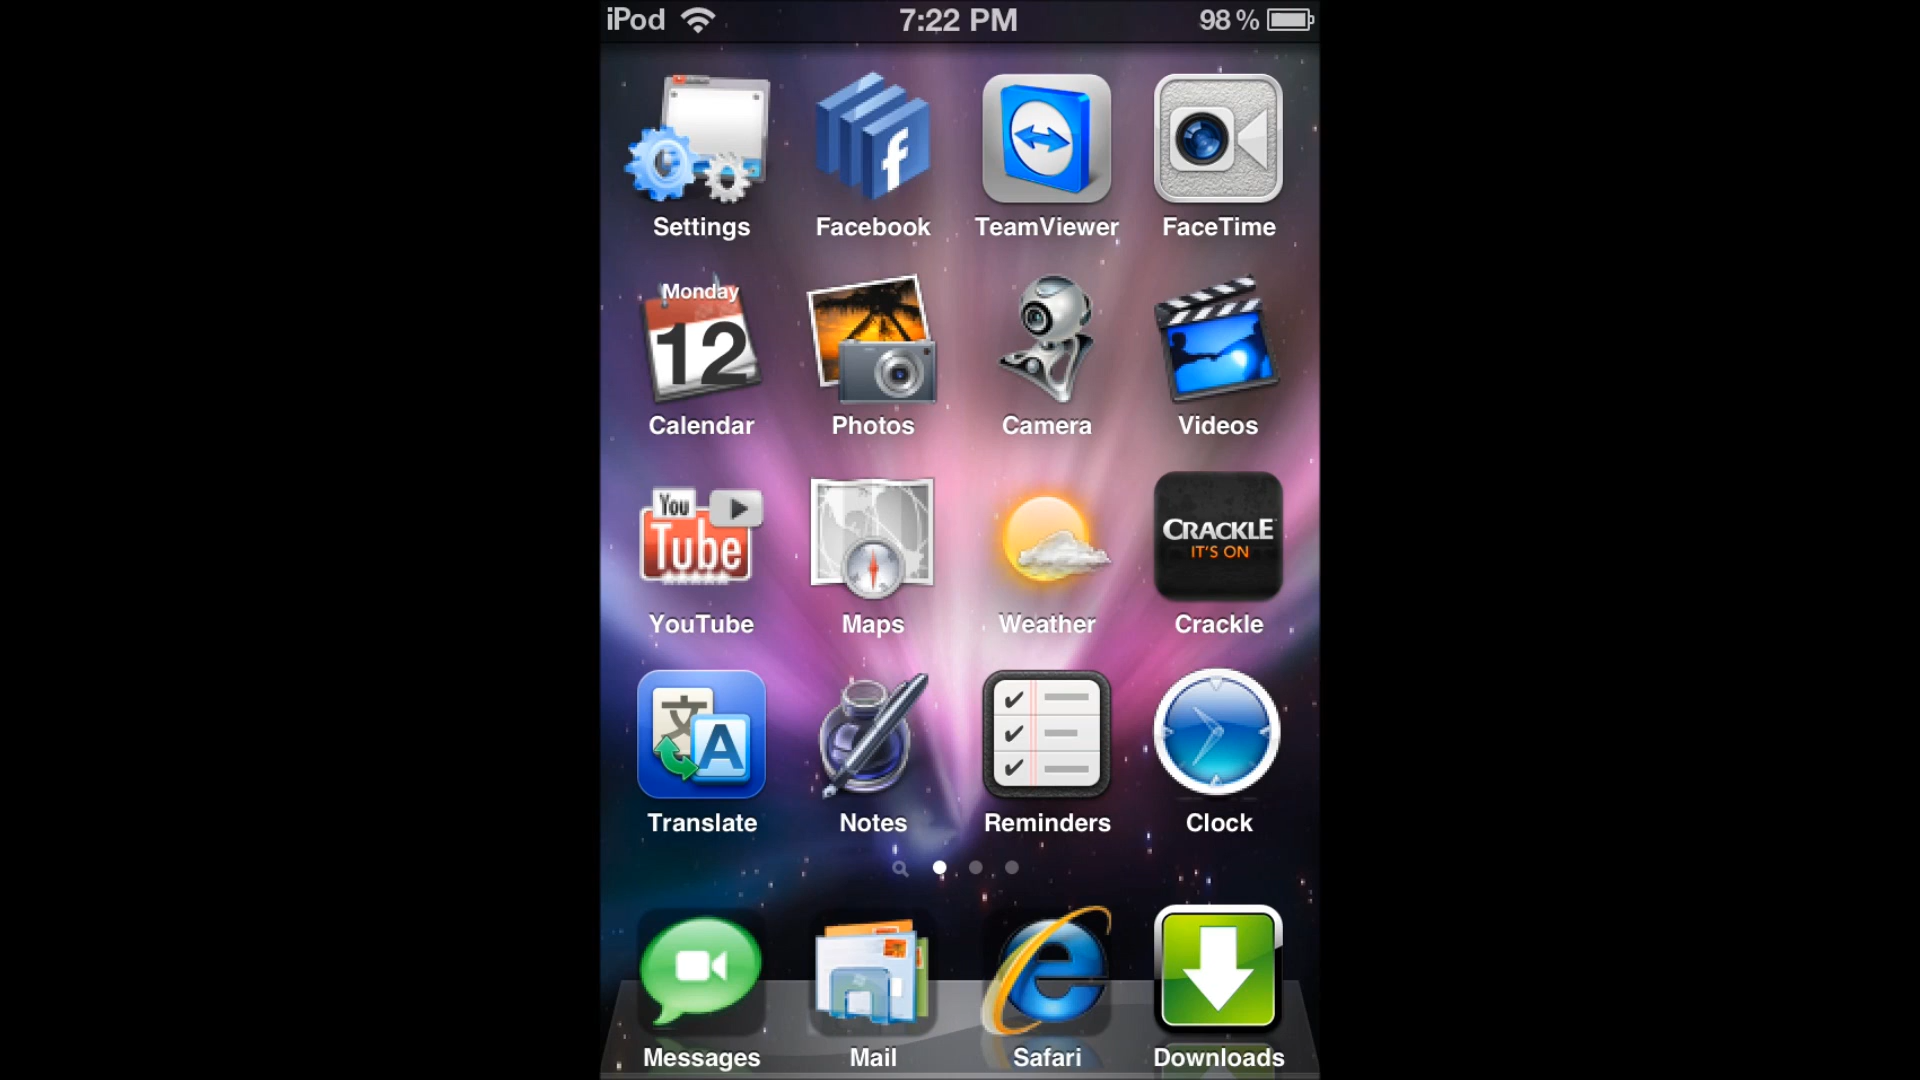 iPod 7:22 PM 98 %
Settings Facebook TeamViewer FaceTime
Monday
12
Calendar Photos Camera Videos
You
Tube
CRACKLE
IT'S ON
YouTube Maps Weather Crackle
文
A
Translate Notes Reminders Clock
Messages Mail Safari Downloads